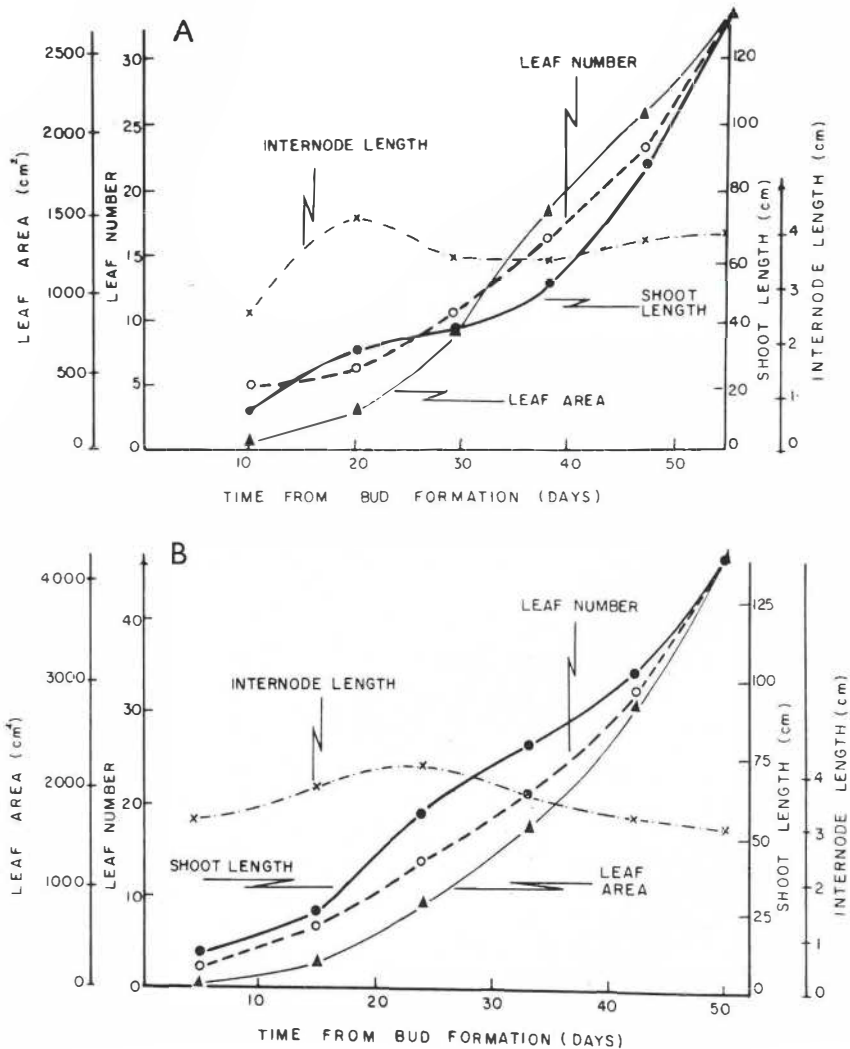 A
LEAF AREA (cm²)
2500
2000
1500
1000
500
0
LEAF NUMBER
30
25
20
15
10
5
0
INTERNODE LENGTH
LEAF NUMBER
SHOOT
LENGTH
LEAF AREA
SHOOT LENGTH (cm)
120
100
80
60
40
20
0
INTERNODE LENGTH (cm)
4
3
2
1
0
10 20 30 40 50
TIME FROM BUD FORMATION (DAYS)
B
LEAF AREA (cm⁴)
4000
3000
2000
1000
0
LEAF NUMBER
40
30
20
10
0
INTERNODE LENGTH
LEAF NUMBER
SHOOT LENGTH
LEAF
AREA
SHOOT LENGTH (cm)
125
100
75
50
25
0
INTERNODE LENGTH (cm)
4
3
2
1
0
10 20 30 40 50
TIME FROM BUD FORMATION (DAYS)